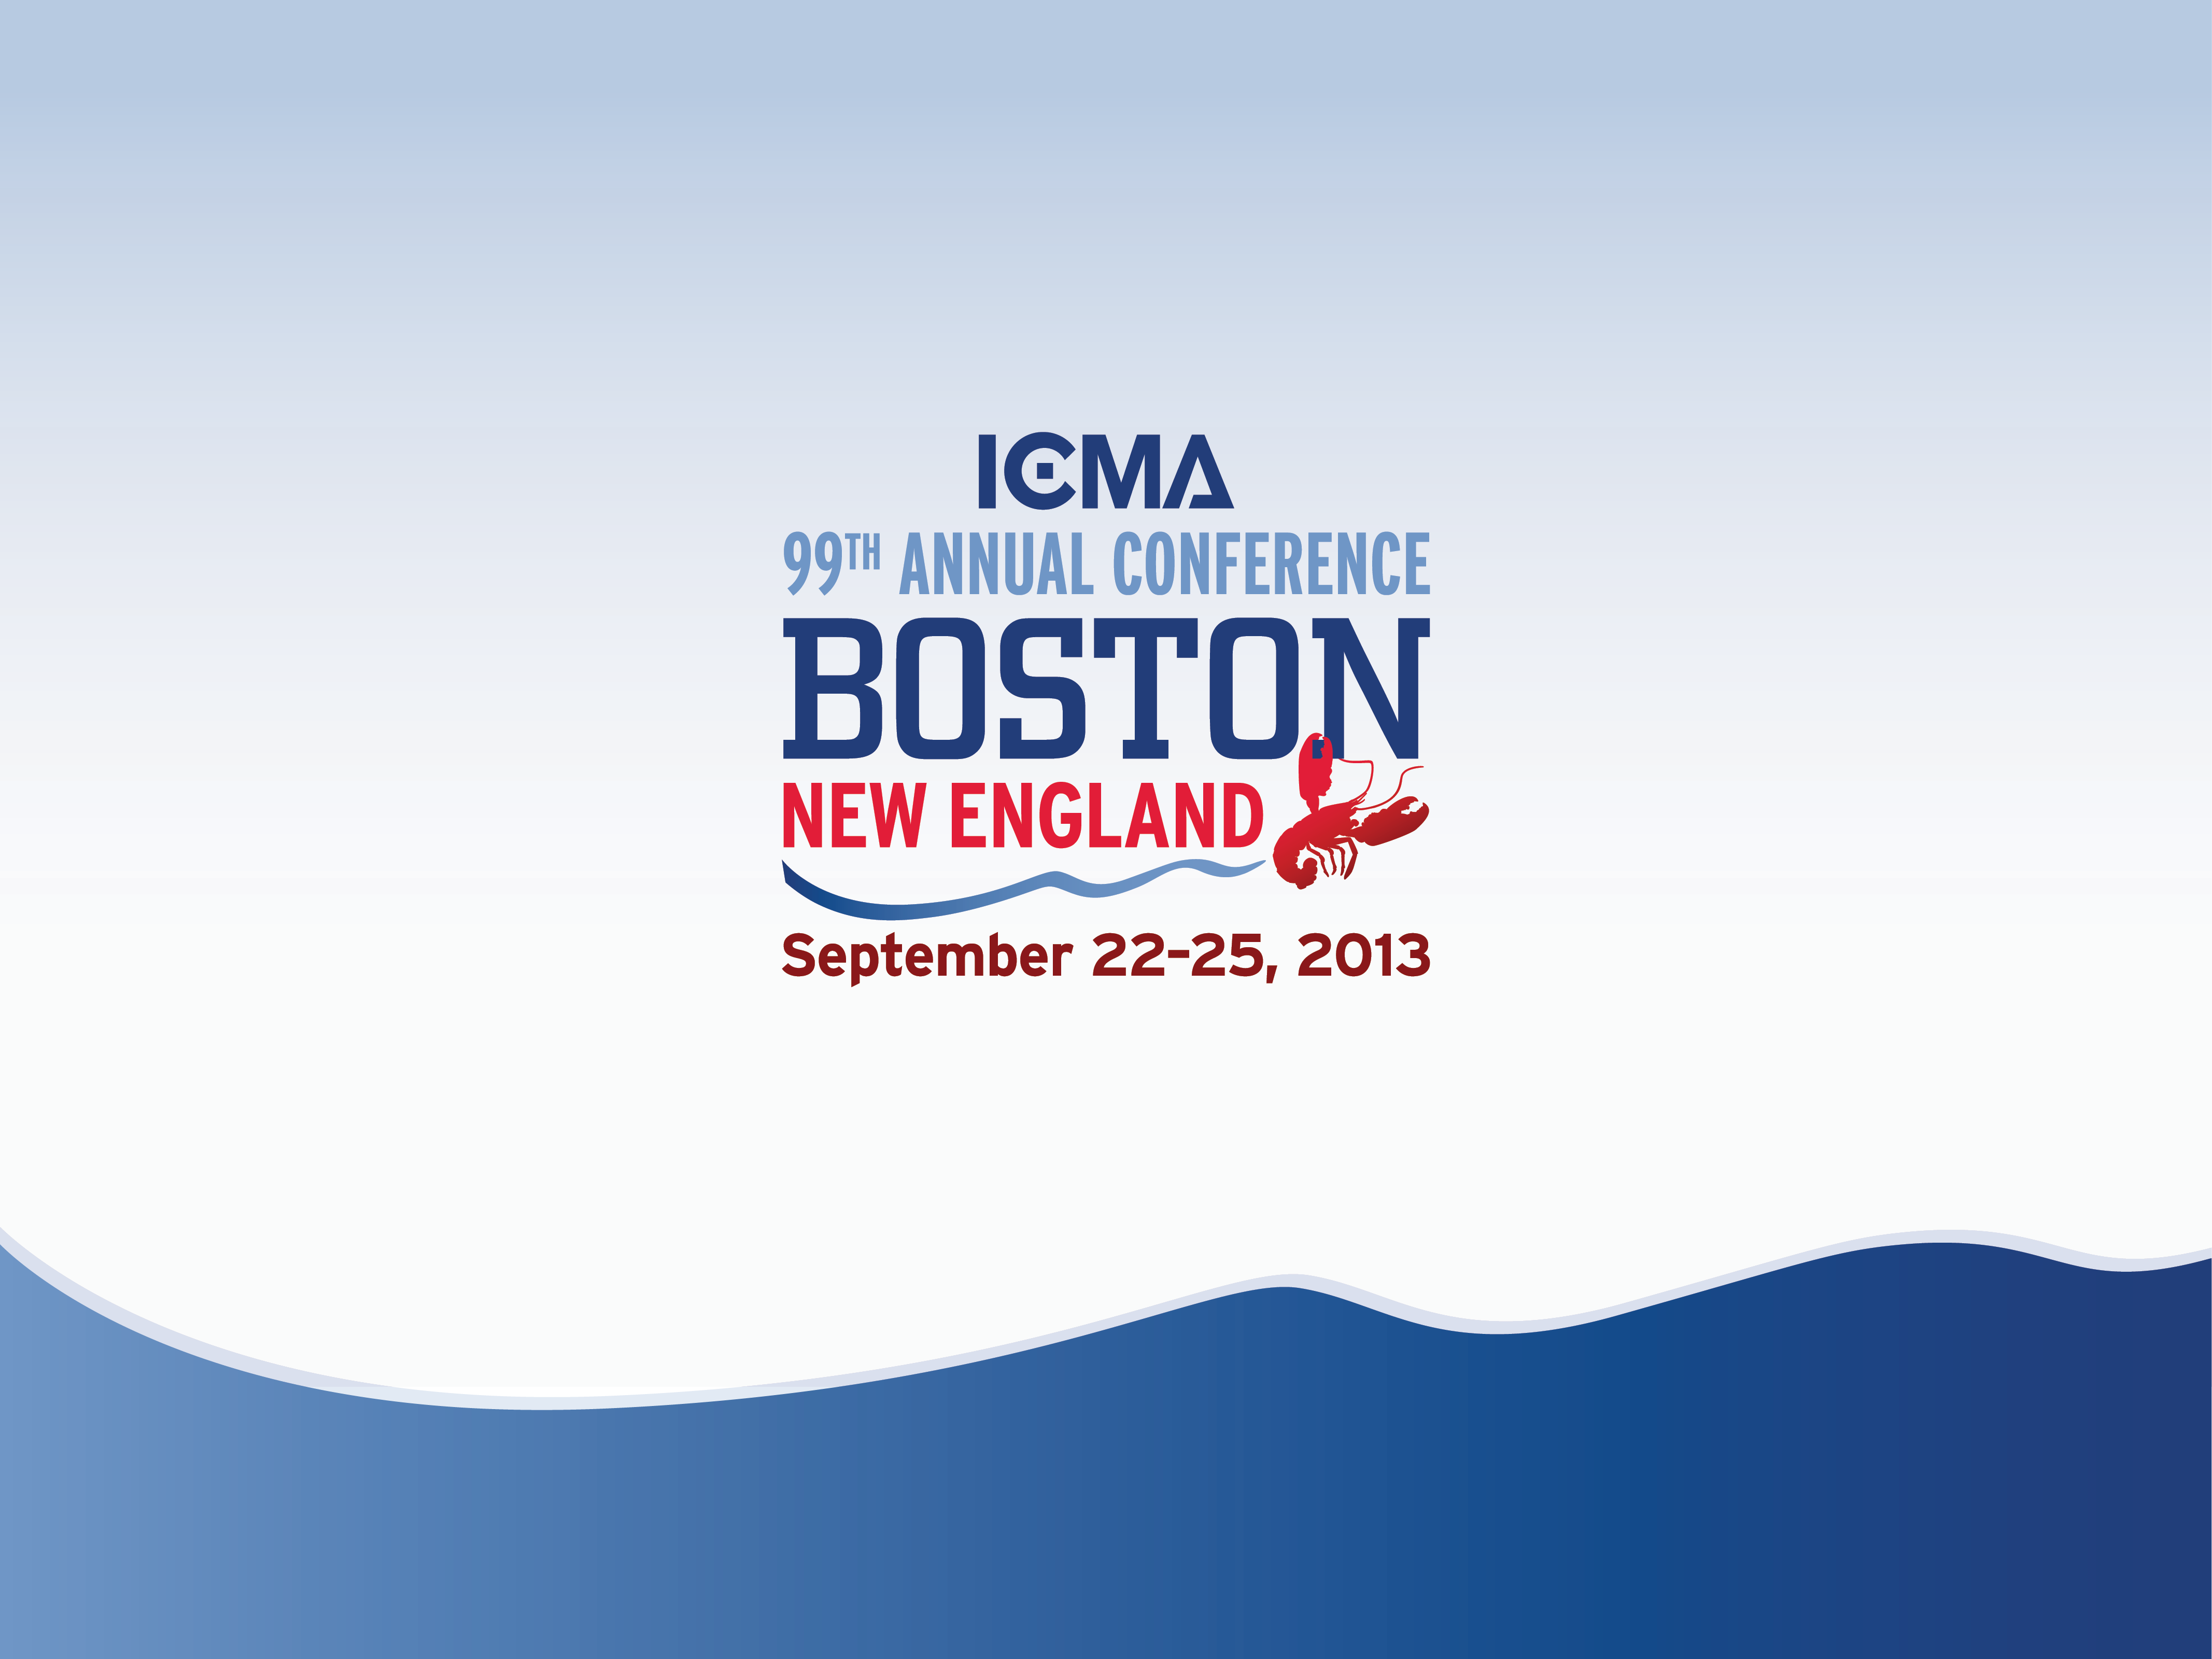 ICMA
99TH ANNUAL CONFERENCE
BOSTON
NEW ENGLAND
September 22-25, 2013